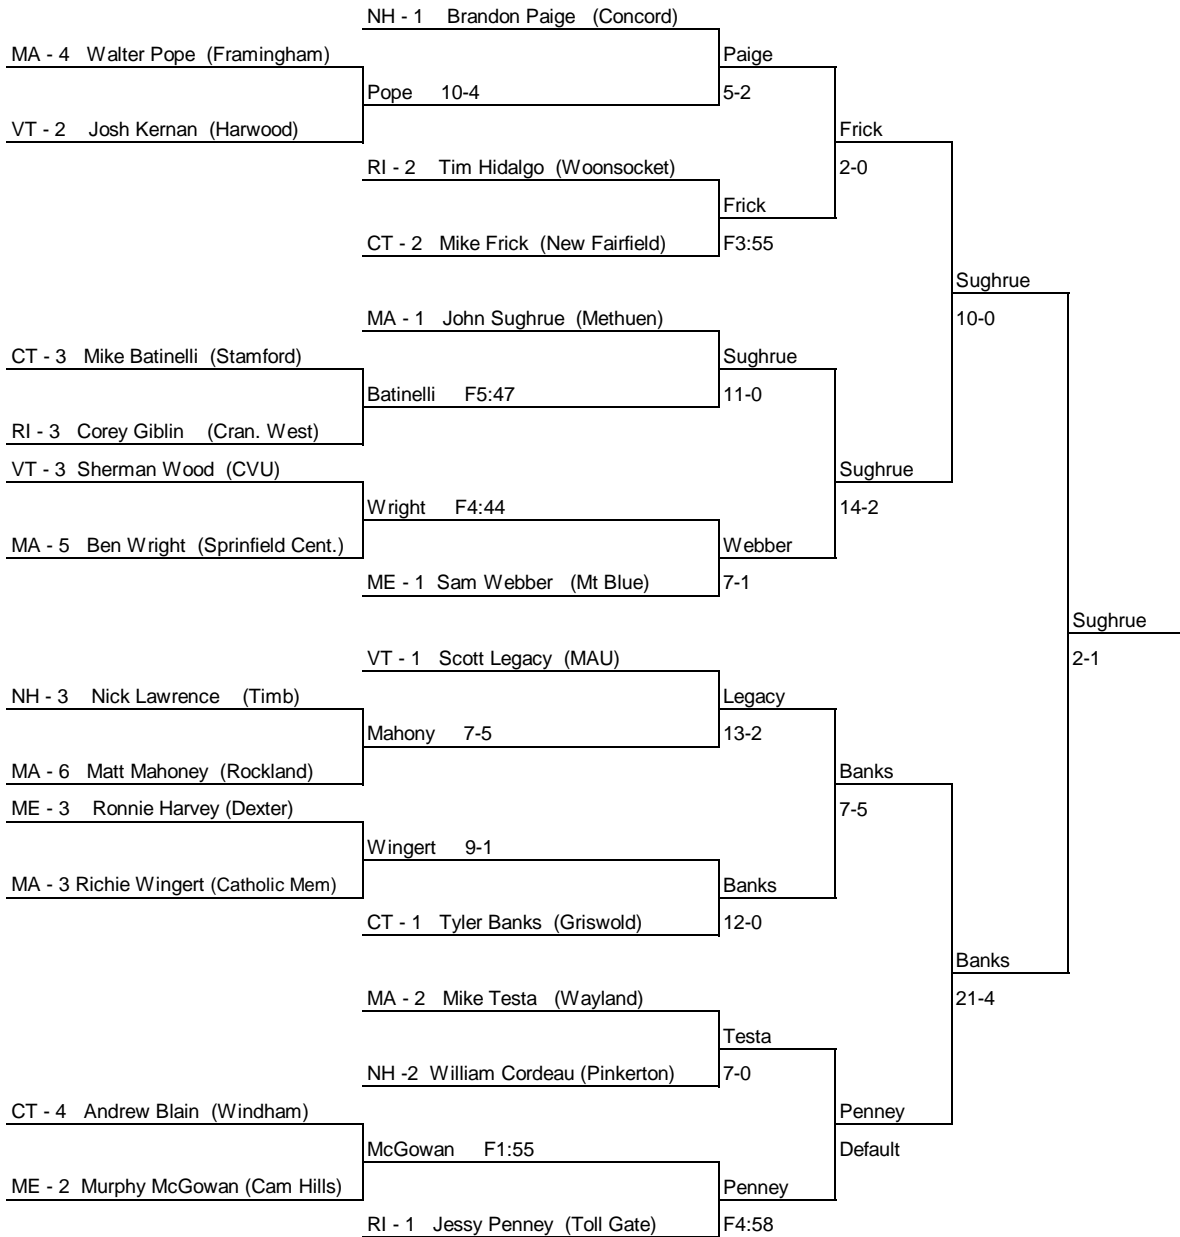 NH - 1 Brandon Paige (Concord)
MA - 4 Walter Pope (Framingham)
Paige
Pope 10-4
5-2
VT - 2 Josh Kernan (Harwood)
Frick
RI - 2 Tim Hidalgo (Woonsocket)
2-0
Frick
CT - 2 Mike Frick (New Fairfield)
F3:55
Sughrue
MA - 1 John Sughrue (Methuen)
10-0
CT - 3 Mike Batinelli (Stamford)
Sughrue
Batinelli F5:47
11-0
RI - 3 Corey Giblin (Cran. West)
VT - 3 Sherman Wood (CVU)
Sughrue
Wright F4:44
14-2
MA - 5 Ben Wright (Sprinfield Cent.)
Webber
ME - 1 Sam Webber (Mt Blue)
7-1
Sughrue
VT - 1 Scott Legacy (MAU)
2-1
NH - 3 Nick Lawrence (Timb)
Legacy
Mahony 7-5
13-2
MA - 6 Matt Mahoney (Rockland)
Banks
ME - 3 Ronnie Harvey (Dexter)
7-5
Wingert 9-1
MA - 3 Richie Wingert (Catholic Mem)
Banks
CT - 1 Tyler Banks (Griswold)
12-0
Banks
MA - 2 Mike Testa (Wayland)
21-4
Testa
NH -2 William Cordeau (Pinkerton)
7-0
CT - 4 Andrew Blain (Windham)
Penney
McGowan F1:55
Default
ME - 2 Murphy McGowan (Cam Hills)
Penney
RI - 1 Jessy Penney (Toll Gate)
F4:58